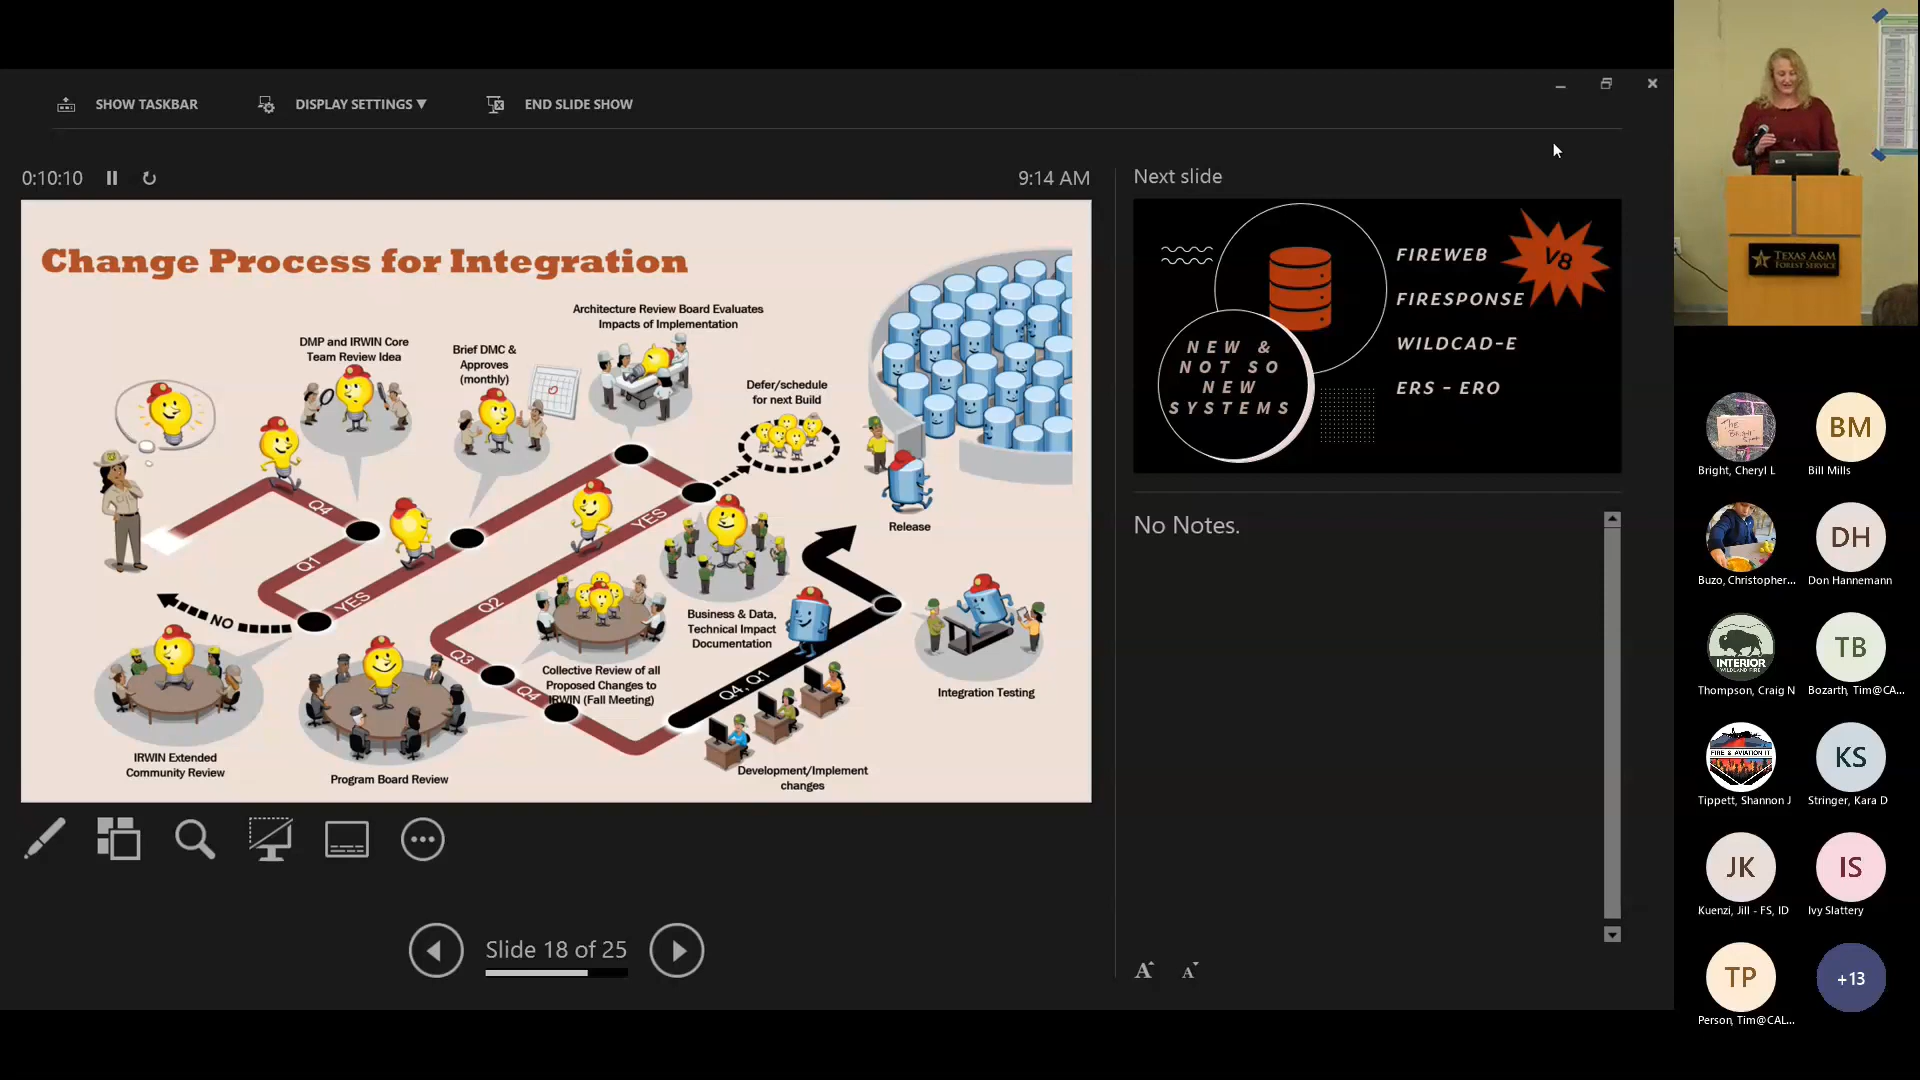 SHOW TASKBAR
DISPLAY SETTINGS ▼
END SLIDE SHOW
0:10:10
9:14 AM
Change Process for Integration
Architecture Review Board Evaluates
Impacts of Implementation
DMP and IRWIN Core
Team Review Idea
Brief DMC &
Approves
(monthly)
Defer/schedule
for next Build
Q4
Q1
YES
NO
YES
Q2
Q3
Q4
Release
Business & Data,
Technical Impact
Documentation
Collective Review of all
Proposed Changes to
IRWIN (Fall Meeting)
Q4, Q1
Integration Testing
IRWIN Extended
Community Review
Program Board Review
Development/Implement
changes
Slide 18 of 25
Next slide
NEW &
NOT SO
NEW
SYSTEMS
FIREWEB
FIRESPONSE
WILDCAD-E
ERS - ERO
V8
No Notes.
A
A
TEXAS A&M
FOREST SERVICE
THE
Bright, Cheryl L
BM
Bill Mills
Buzo, Christopher...
DH
Don Hannemann
INTERIOR
WILDLAND FIRE
Thompson, Craig N
TB
Bozarth, Tim@CA...
FIRE & AVIATION IT
Tippett, Shannon J
KS
Stringer, Kara D
JK
Kuenzi, Jill - FS, ID
IS
Ivy Slattery
TP
Person, Tim@CAL...
+13